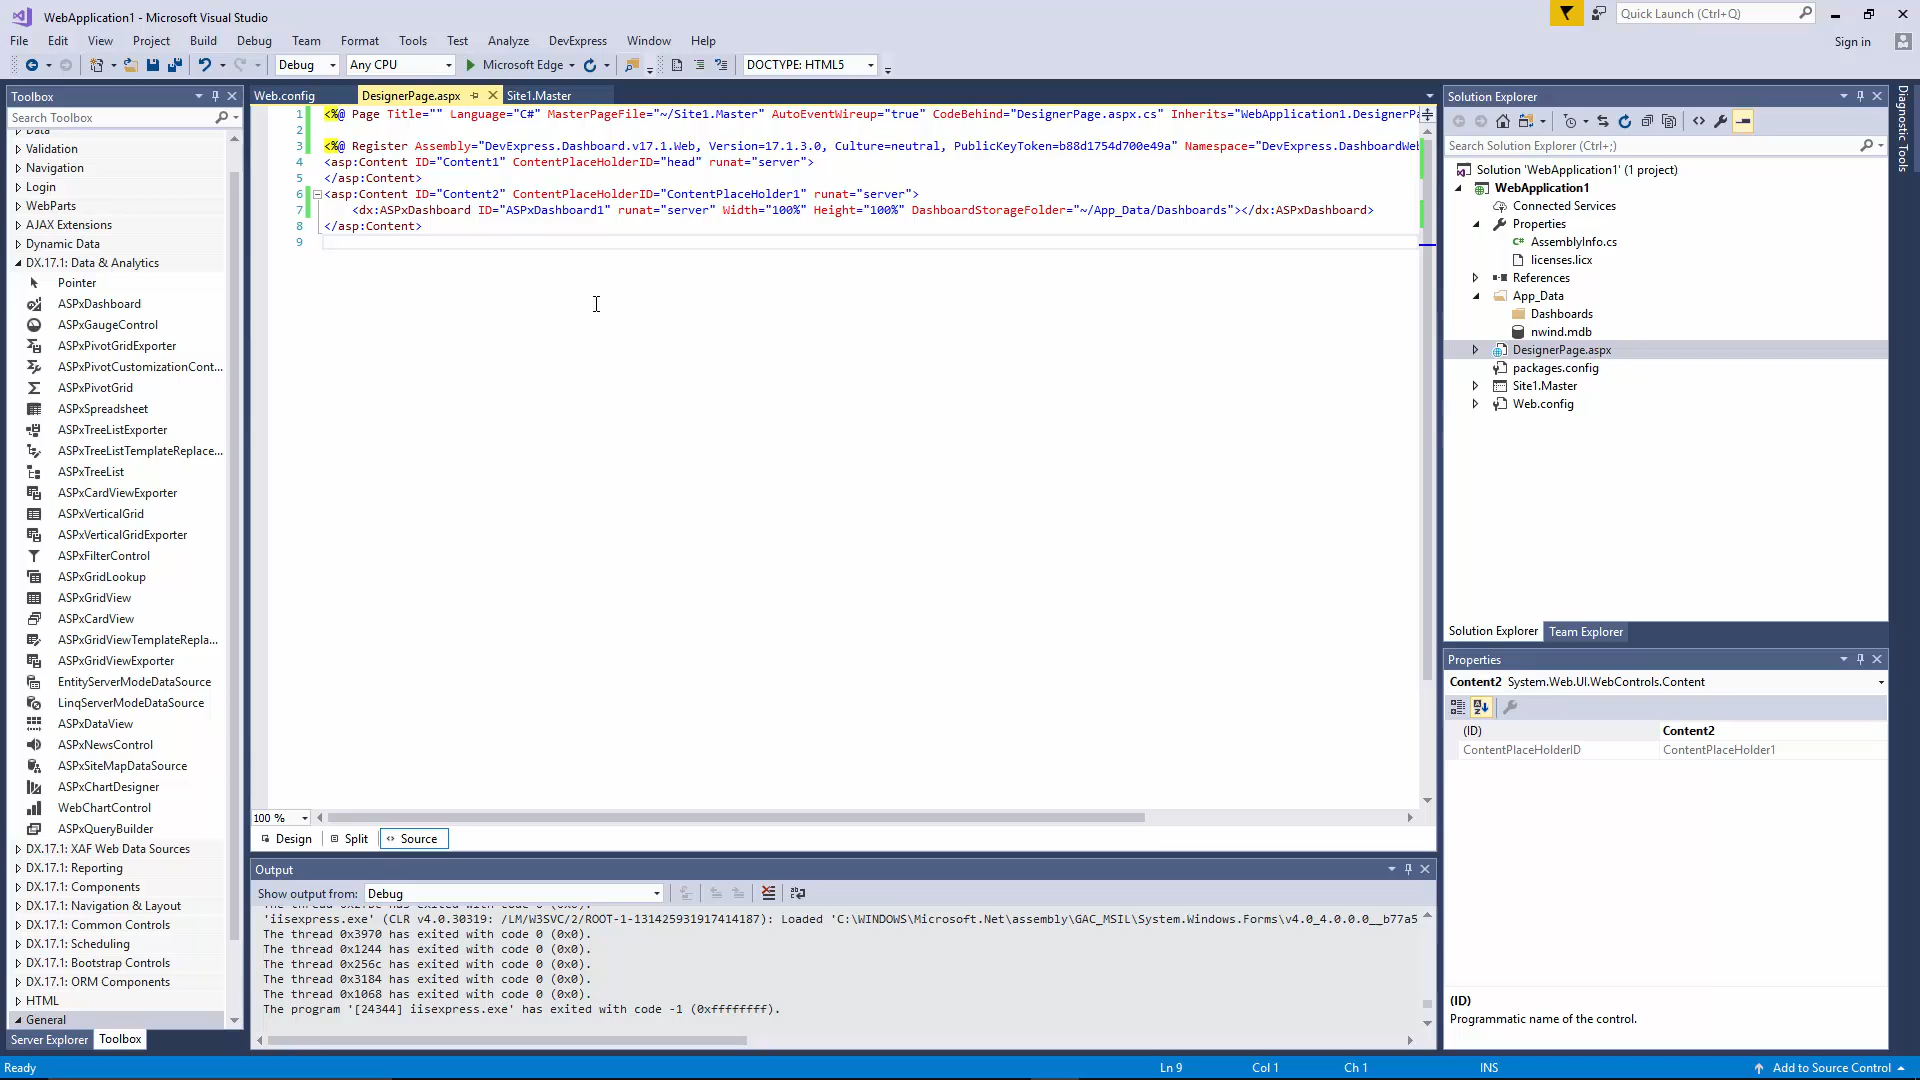 WebApplication1 - Microsoft Visual Studio
Quick Launch (Ctrl+Q)
File Edit View Project Build Debug Team Format Tools Test Analyze DevExpress Window Help
Sign in
Debug Any CPU Microsoft Edge DOCTYPE: HTML5
Toolbox
Search Toolbox
Data
Validation
Navigation
Login
WebParts
AJAX Extensions
Dynamic Data
DX.17.1: Data & Analytics
Pointer
ASPxDashboard
ASPxGaugeControl
ASPxPivotGridExporter
ASPxPivotCustomizationCont...
ASPxPivotGrid
ASPxSpreadsheet
ASPxTreeListExporter
ASPxTreeListTemplateReplace...
ASPxTreeList
ASPxCardViewExporter
ASPxVerticalGrid
ASPxVerticalGridExporter
ASPxFilterControl
ASPxGridLookup
ASPxGridView
ASPxCardView
ASPxGridViewTemplateRepla...
ASPxGridViewExporter
EntityServerModeDataSource
LinqServerModeDataSource
ASPxDataView
ASPxNewsControl
ASPxSiteMapDataSource
ASPxChartDesigner
WebChartControl
ASPxQueryBuilder
DX.17.1: XAF Web Data Sources
DX.17.1: Reporting
DX.17.1: Components
DX.17.1: Navigation & Layout
DX.17.1: Common Controls
DX.17.1: Scheduling
DX.17.1: Bootstrap Controls
DX.17.1: ORM Components
HTML
General
Server Explorer Toolbox
Web.config DesignerPage.aspx Site1.Master
1 <%@ Page Title="" Language="C#" MasterPageFile="~/Site1.Master" AutoEventWireup="true" CodeBehind="DesignerPage.aspx.cs" Inherits="WebApplication1.DesignerPa
2
3 <%@ Register Assembly="DevExpress.Dashboard.v17.1.Web, Version=17.1.3.0, Culture=neutral, PublicKeyToken=b88d1754d700e49a" Namespace="DevExpress.DashboardWeb
4 <asp:Content ID="Content1" ContentPlaceHolderID="head" runat="server">
5 </asp:Content>
6 <asp:Content ID="Content2" ContentPlaceHolderID="ContentPlaceHolder1" runat="server">
7 <dx:ASPxDashboard ID="ASPxDashboard1" runat="server" Width="100%" Height="100%" DashboardStorageFolder="~/App_Data/Dashboards"></dx:ASPxDashboard>
8 </asp:Content>
9
100 %
Design Split Source
Output
Show output from: Debug
'iisexpress.exe' (CLR v4.0.30319: /LM/W3SVC/2/ROOT-1-131425931917414187): Loaded 'C:\WINDOWS\Microsoft.Net\assembly\GAC_MSIL\System.Windows.Forms\v4.0_4.0.0.0__b77a5
The thread 0x3970 has exited with code 0 (0x0).
The thread 0x1244 has exited with code 0 (0x0).
The thread 0x256c has exited with code 0 (0x0).
The thread 0x3184 has exited with code 0 (0x0).
The thread 0x1068 has exited with code 0 (0x0).
The program '[24344] iisexpress.exe' has exited with code -1 (0xffffffff).
Solution Explorer
Search Solution Explorer (Ctrl+;)
Solution 'WebApplication1' (1 project)
WebApplication1
Connected Services
Properties
AssemblyInfo.cs
licenses.licx
References
App_Data
Dashboards
nwind.mdb
DesignerPage.aspx
packages.config
Site1.Master
Web.config
Solution Explorer Team Explorer
Properties
Content2 System.Web.UI.WebControls.Content
(ID) Content2
ContentPlaceHolderID ContentPlaceHolder1
(ID)
Programmatic name of the control.
Diagnostic Tools
Ready Ln 9 Col 1 Ch 1 INS Add to Source Control